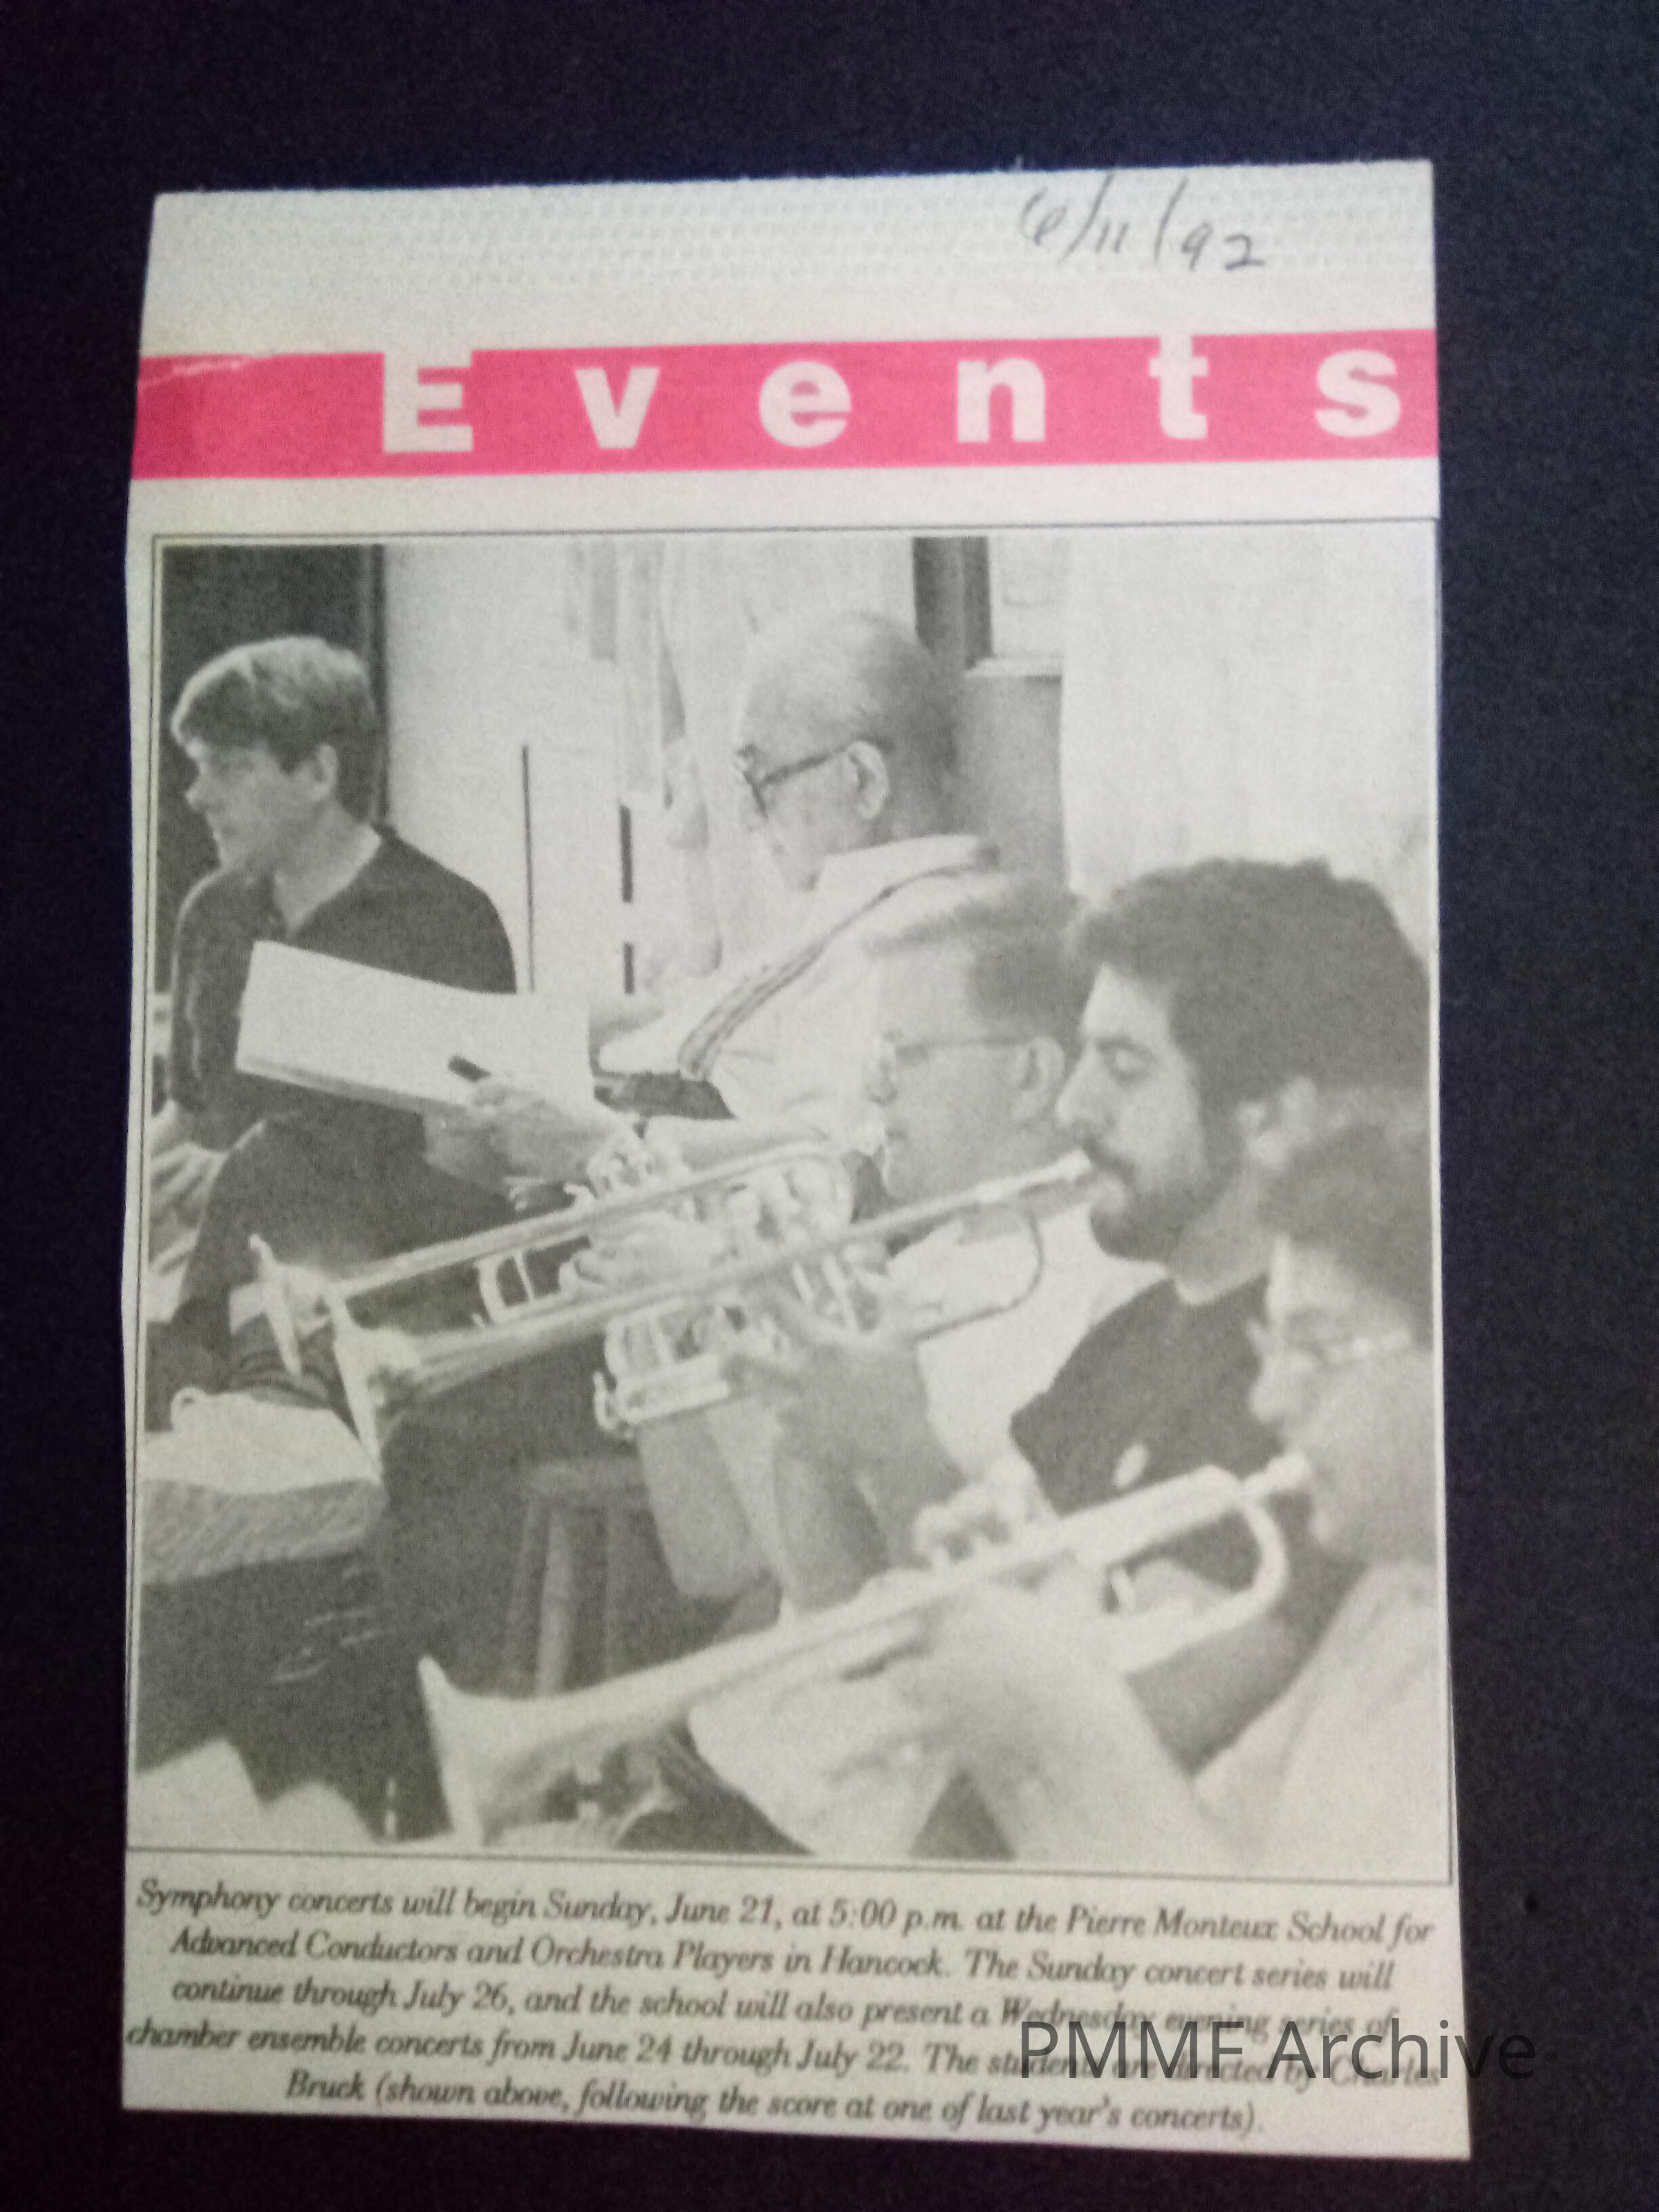 6/11/92
Events
Symphony concerts will begin Sunday, June 21, at 5:00 p.m. at the Pierre Monteux School for
Advanced Conductors and Orchestra Players in Hancock. The Sunday concert series will
continue through July 26, and the school will also present a Wednesday evening series of
chamber ensemble concerts from June 24 through July 22. The students are directed by Charles
Bruck (shown above, following the score at one of last year's concerts).
PMMF Archive